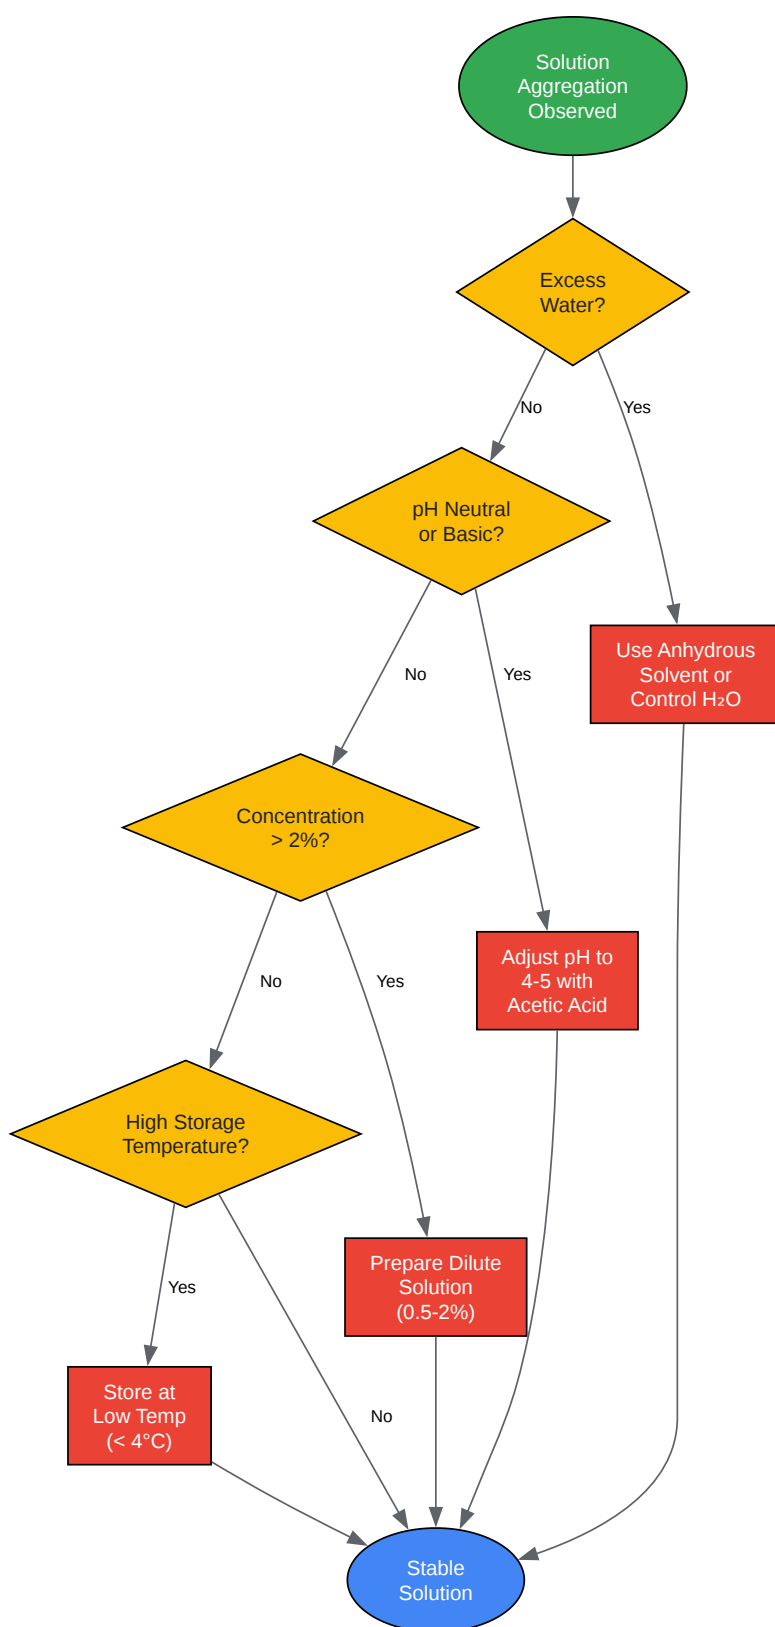 Solution
Aggregation
Observed
Excess
Water?
No
Yes
pH Neutral
or Basic?
No
Yes
Use Anhydrous
Solvent or
Control H₂O
Concentration
> 2%?
No
Yes
Adjust pH to
4-5 with
Acetic Acid
High Storage
Temperature?
Yes
No
Prepare Dilute
Solution
(0.5-2%)
Store at
Low Temp
(< 4°C)
Stable
Solution